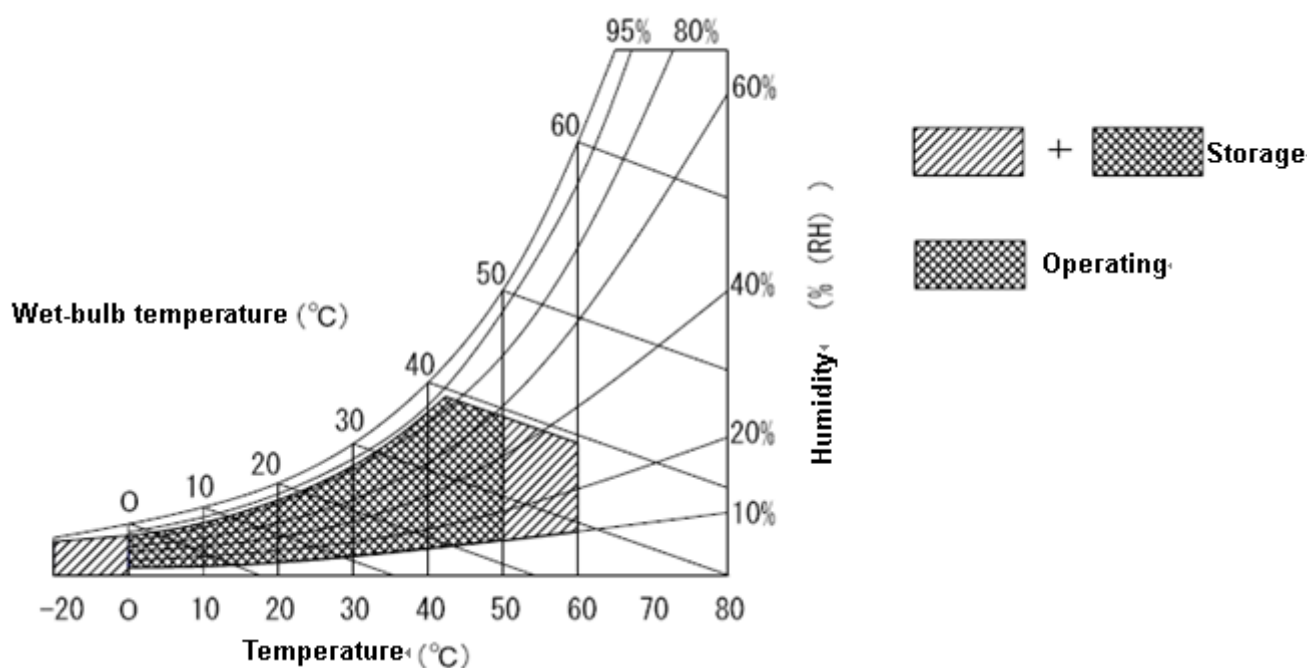 95% 80%
60%
60
+ Storage
50
Operating
40%
Wet-bulb temperature (℃)
Humidity (% (RH) )
40
30
20%
20
10
O
10%
-20 O 10 20 30 40 50 60 70 80
Temperature (℃)